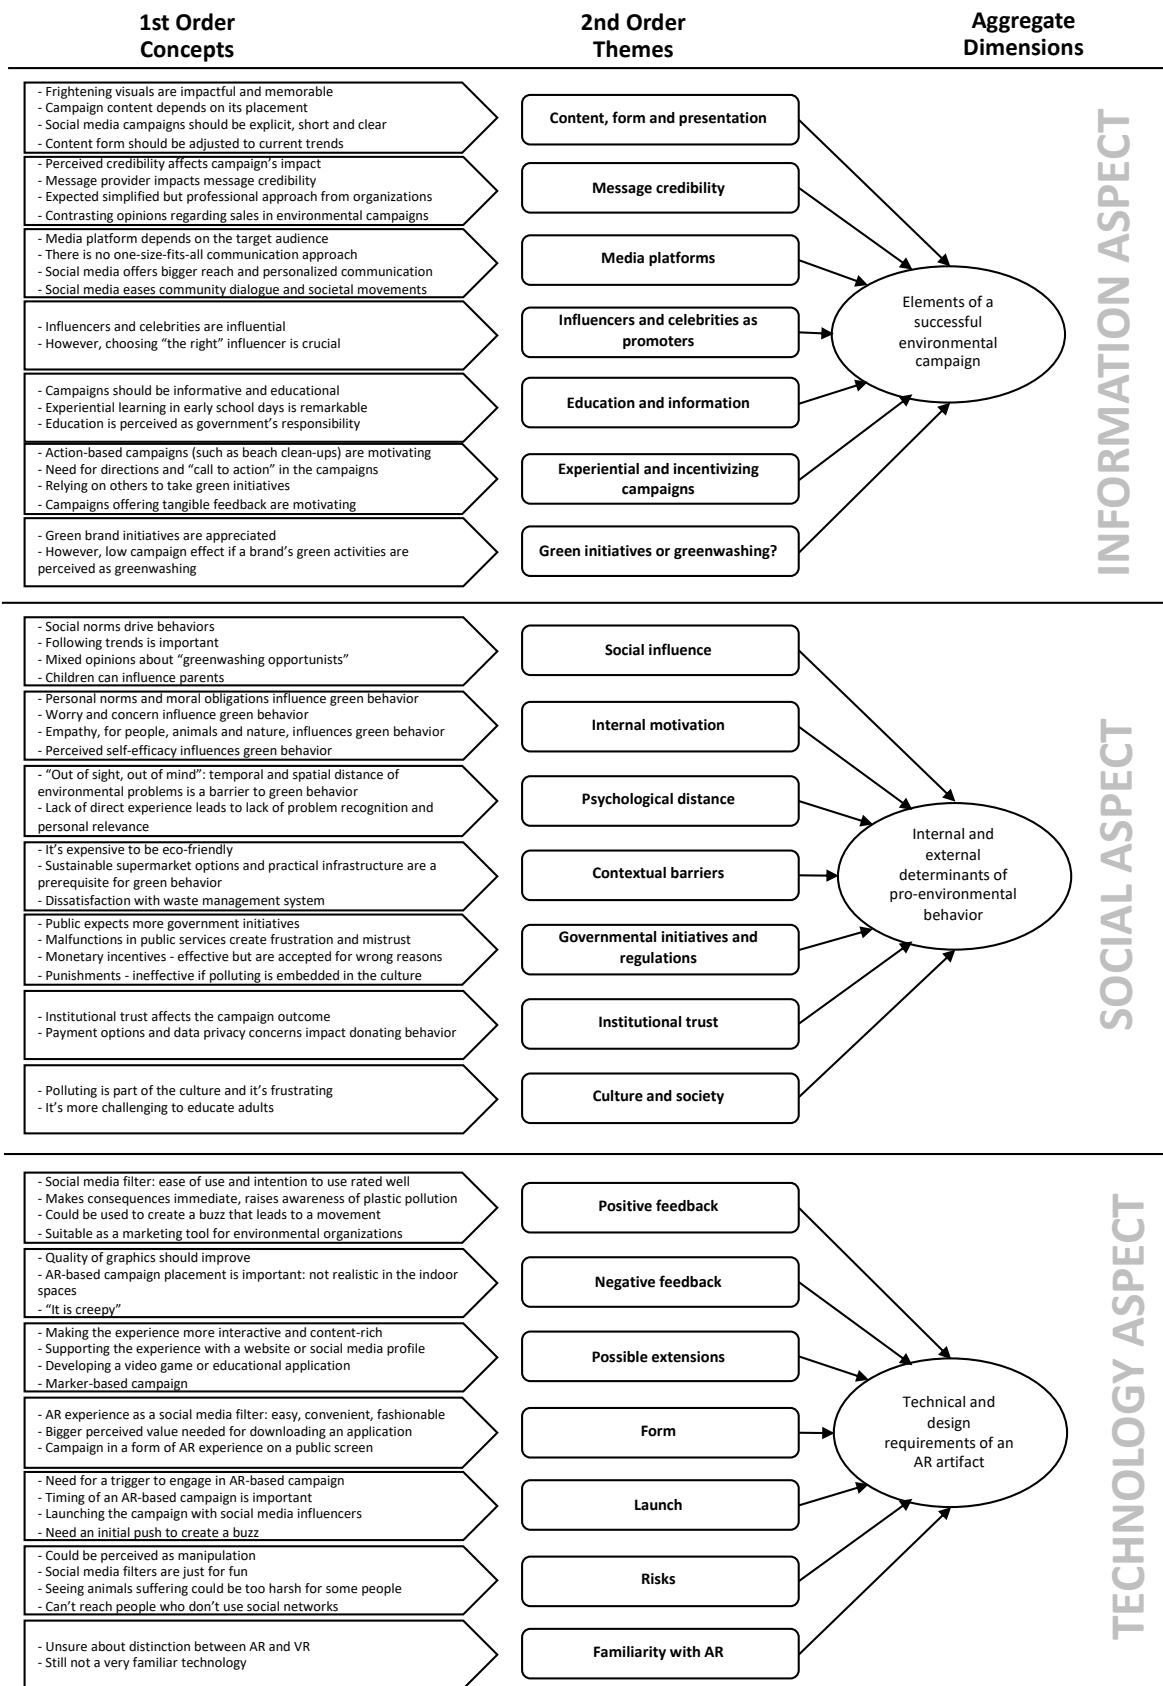 1st Order
Concepts
2nd Order
Themes
Aggregate
Dimensions
- Frightening visuals are impactful and memorable
- Campaign content depends on its placement
- Social media campaigns should be explicit, short and clear
- Content form should be adjusted to current trends
Content, form and presentation
- Perceived credibility affects campaign's impact
- Message provider impacts message credibility
- Expected simplified but professional approach from organizations
- Contrasting opinions regarding sales in environmental campaigns
Message credibility
- Media platform depends on the target audience
- There is no one-size-fits-all communication approach
- Social media offers bigger reach and personalized communication
- Social media eases community dialogue and societal movements
Media platforms
- Influencers and celebrities are influential
- However, choosing “the right” influencer is crucial
Influencers and celebrities as
promoters
- Campaigns should be informative and educational
- Experiential learning in early school days is remarkable
- Education is perceived as government's responsibility
Education and information
- Action-based campaigns (such as beach clean-ups) are motivating
- Need for directions and “call to action” in the campaigns
- Relying on others to take green initiatives
- Campaigns offering tangible feedback are motivating
Experiential and incentivizing
campaigns
- Green brand initiatives are appreciated
- However, low campaign effect if a brand's green activities are
perceived as greenwashing
Green initiatives or greenwashing?
Elements of a
successful
environmental
campaign
INFORMATION ASPECT
- Social norms drive behaviors
- Following trends is important
- Mixed opinions about “greenwashing opportunists”
- Children can influence parents
Social influence
- Personal norms and moral obligations influence green behavior
- Worry and concern influence green behavior
- Empathy, for people, animals and nature, influences green behavior
- Perceived self-efficacy influences green behavior
Internal motivation
- “Out of sight, out of mind”: temporal and spatial distance of
environmental problems is a barrier to green behavior
- Lack of direct experience leads to lack of problem recognition and
personal relevance
Psychological distance
- It's expensive to be eco-friendly
- Sustainable supermarket options and practical infrastructure are a
prerequisite for green behavior
- Dissatisfaction with waste management system
Contextual barriers
- Public expects more government initiatives
- Malfunctions in public services create frustration and mistrust
- Monetary incentives - effective but are accepted for wrong reasons
- Punishments - ineffective if polluting is embedded in the culture
Governmental initiatives and
regulations
- Institutional trust affects the campaign outcome
- Payment options and data privacy concerns impact donating behavior
Institutional trust
- Polluting is part of the culture and it's frustrating
- It's more challenging to educate adults
Culture and society
Internal and
external
determinants of
pro-environmental
behavior
SOCIAL ASPECT
- Social media filter: ease of use and intention to use rated well
- Makes consequences immediate, raises awareness of plastic pollution
- Could be used to create a buzz that leads to a movement
- Suitable as a marketing tool for environmental organizations
Positive feedback
- Quality of graphics should improve
- AR-based campaign placement is important: not realistic in the indoor
spaces
- “It is creepy”
Negative feedback
- Making the experience more interactive and content-rich
- Supporting the experience with a website or social media profile
- Developing a video game or educational application
- Marker-based campaign
Possible extensions
- AR experience as a social media filter: easy, convenient, fashionable
- Bigger perceived value needed for downloading an application
- Campaign in a form of AR experience on a public screen
Form
- Need for a trigger to engage in AR-based campaign
- Timing of an AR-based campaign is important
- Launching the campaign with social media influencers
- Need an initial push to create a buzz
Launch
- Could be perceived as manipulation
- Social media filters are just for fun
- Seeing animals suffering could be too harsh for some people
- Can't reach people who don't use social networks
Risks
- Unsure about distinction between AR and VR
- Still not a very familiar technology
Familiarity with AR
Technical and
design
requirements of an
AR artifact
TECHNOLOGY ASPECT